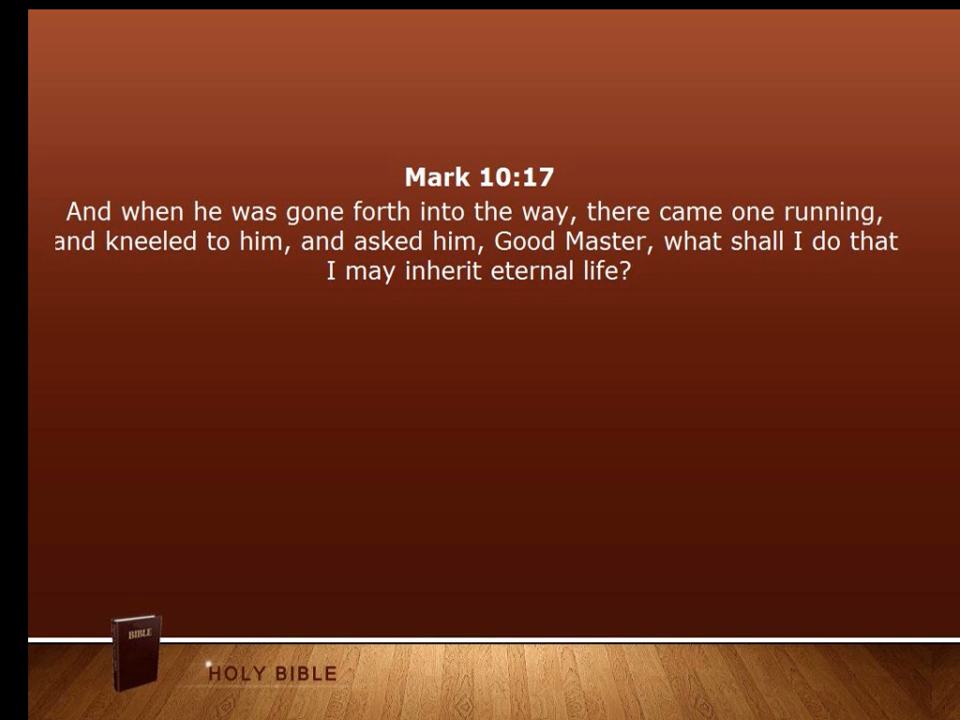 Mark 10:17
And when he was gone forth into the way, there came one running,
and kneeled to him, and asked him, Good Master, what shall I do that
I may inherit eternal life?
BIBLE
HOLY BIBLE